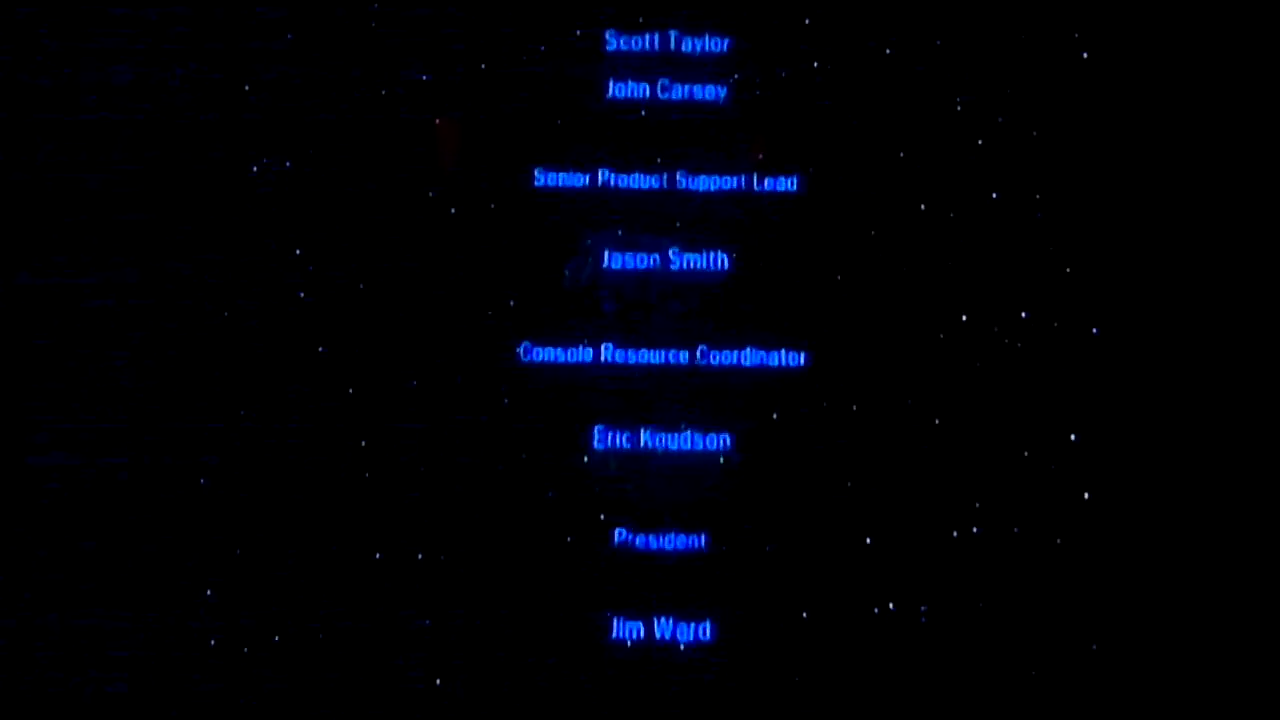 Scott Taylor
John Carsey
Senior Product Support Lead
Jason Smith
Console Resource Coordinator
Eric Knudson
President
Jim Ward